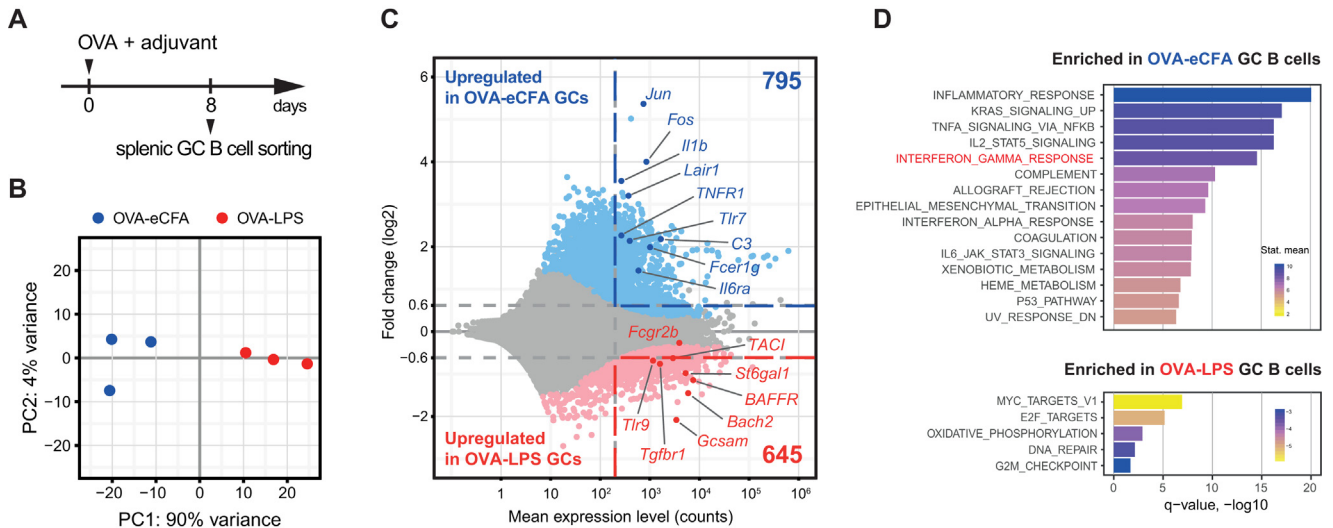 A
OVA + adjuvant
0
8
days
splenic GC B cell sorting
B
OVA-eCFA
OVA-LPS
20
10
0
−10
−20
PC2: 4% variance
−20
−10
0
10
20
PC1: 90% variance
C
Upregulated
in OVA-eCFA GCs
795
Jun
Fos
Il1b
Lair1
TNFR1
Tlr7
C3
Fcer1g
Il6ra
Fcgr2b
TACI
St6gal1
BAFFR
Bach2
Gcsam
Tlr9
Tgfbr1
Upregulated
in OVA-LPS GCs
645
6
4
2
0.6
0
−0.6
−2
Fold change (log2)
1
10
10²
10³
10⁴
10⁵
10⁶
Mean expression level (counts)
D
Enriched in OVA-eCFA GC B cells
INFLAMMATORY_RESPONSE
KRAS_SIGNALING_UP
TNFA_SIGNALING_VIA_NFKB
IL2_STAT5_SIGNALING
INTERFERON_GAMMA_RESPONSE
COMPLEMENT
ALLOGRAFT_REJECTION
EPITHELIAL_MESENCHYMAL_TRANSITION
INTERFERON_ALPHA_RESPONSE
COAGULATION
IL6_JAK_STAT3_SIGNALING
XENOBIOTIC_METABOLISM
HEME_METABOLISM
P53_PATHWAY
UV_RESPONSE_DN
Stat. mean
10
8
6
4
2
Enriched in OVA-LPS GC B cells
MYC_TARGETS_V1
E2F_TARGETS
OXIDATIVE_PHOSPHORYLATION
DNA_REPAIR
G2M_CHECKPOINT
-3
-4
-5
0
5
10
15
20
q-value, −log10